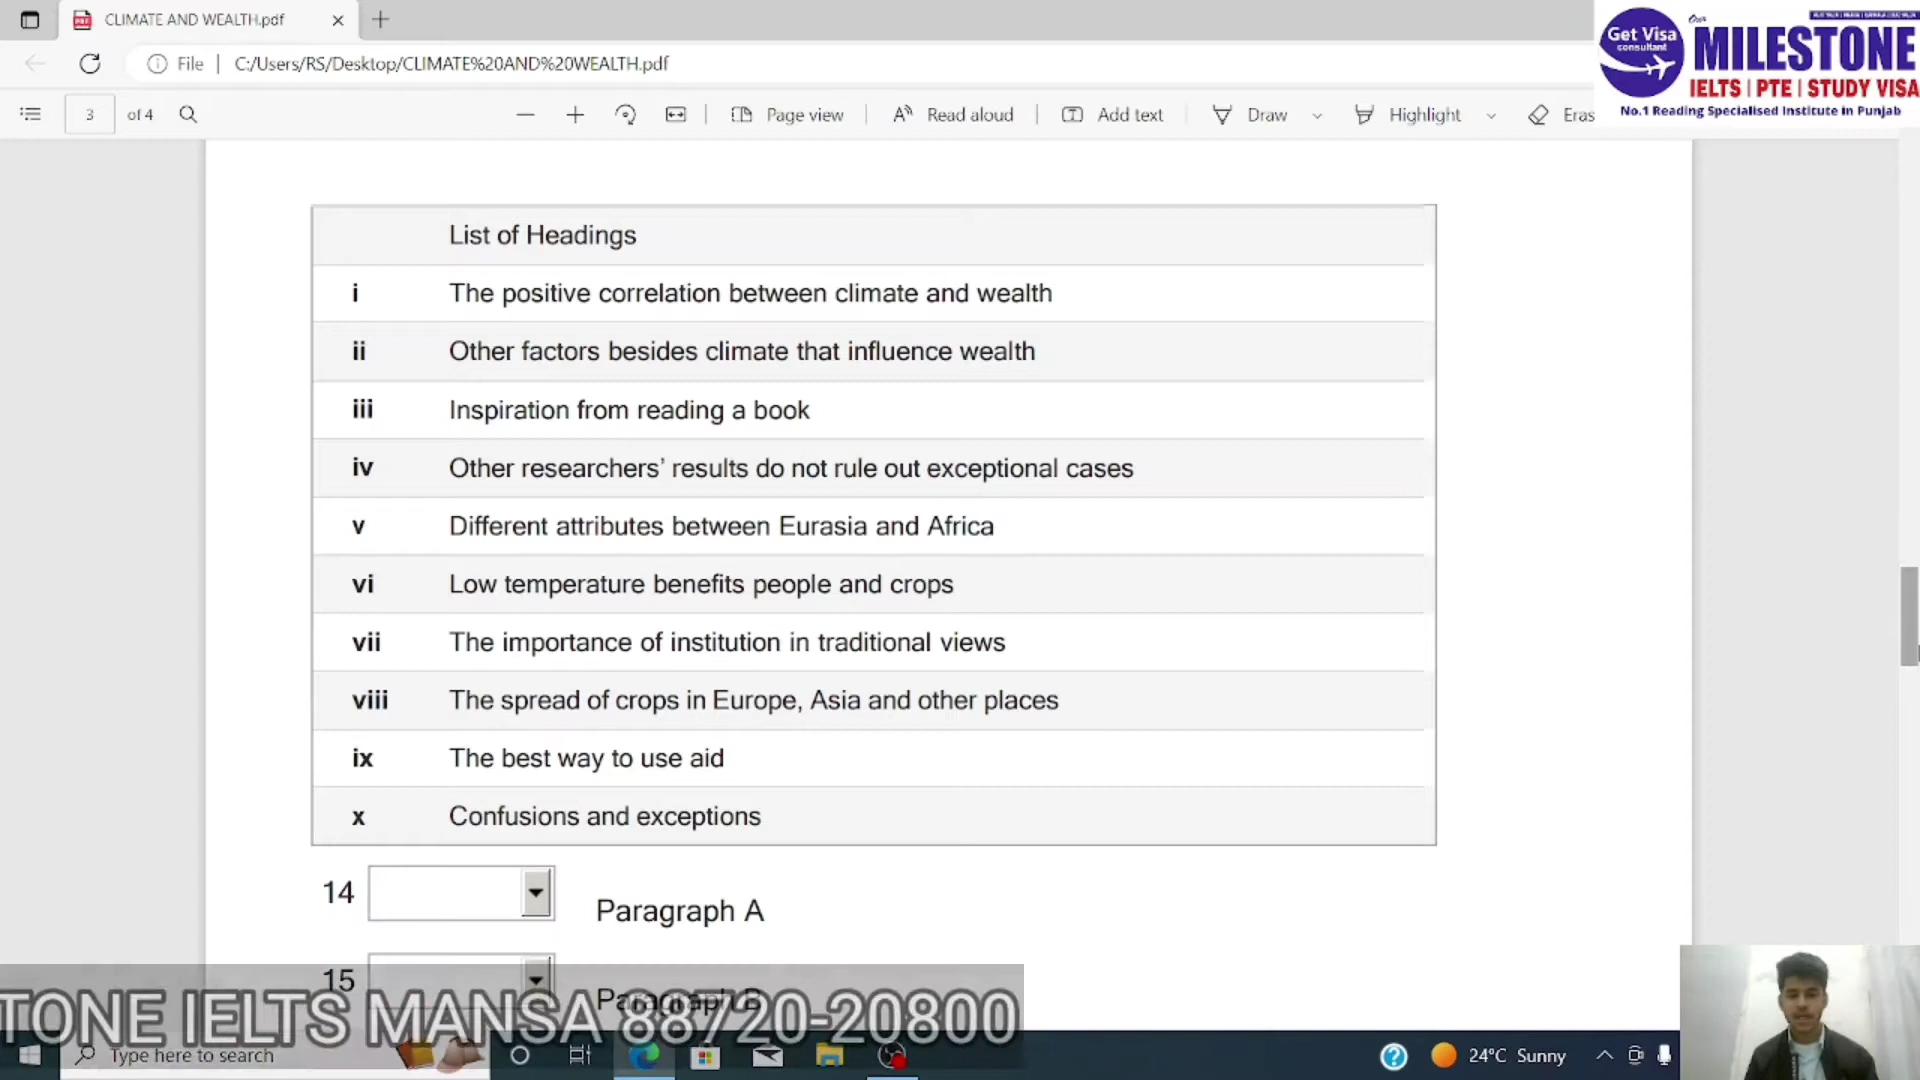 CLIMATE AND WEALTH.pdf
File | C:/Users/RS/Desktop/CLIMATE%20AND%20WEALTH.pdf
3 of 4
Page view
Read aloud
Add text
Draw
Highlight
Eras
Get Visa
consultant
Our
MILESTONE
IELTS | PTE | STUDY VISA
No.1 Reading Specialised Institute in Punjab
List of Headings
i The positive correlation between climate and wealth
ii Other factors besides climate that influence wealth
iii Inspiration from reading a book
iv Other researchers’ results do not rule out exceptional cases
v Different attributes between Eurasia and Africa
vi Low temperature benefits people and crops
vii The importance of institution in traditional views
viii The spread of crops in Europe, Asia and other places
ix The best way to use aid
x Confusions and exceptions
14 Paragraph A
15 Paragraph B
TONE IELTS MANSA 88720-20800
Type here to search
24°C Sunny